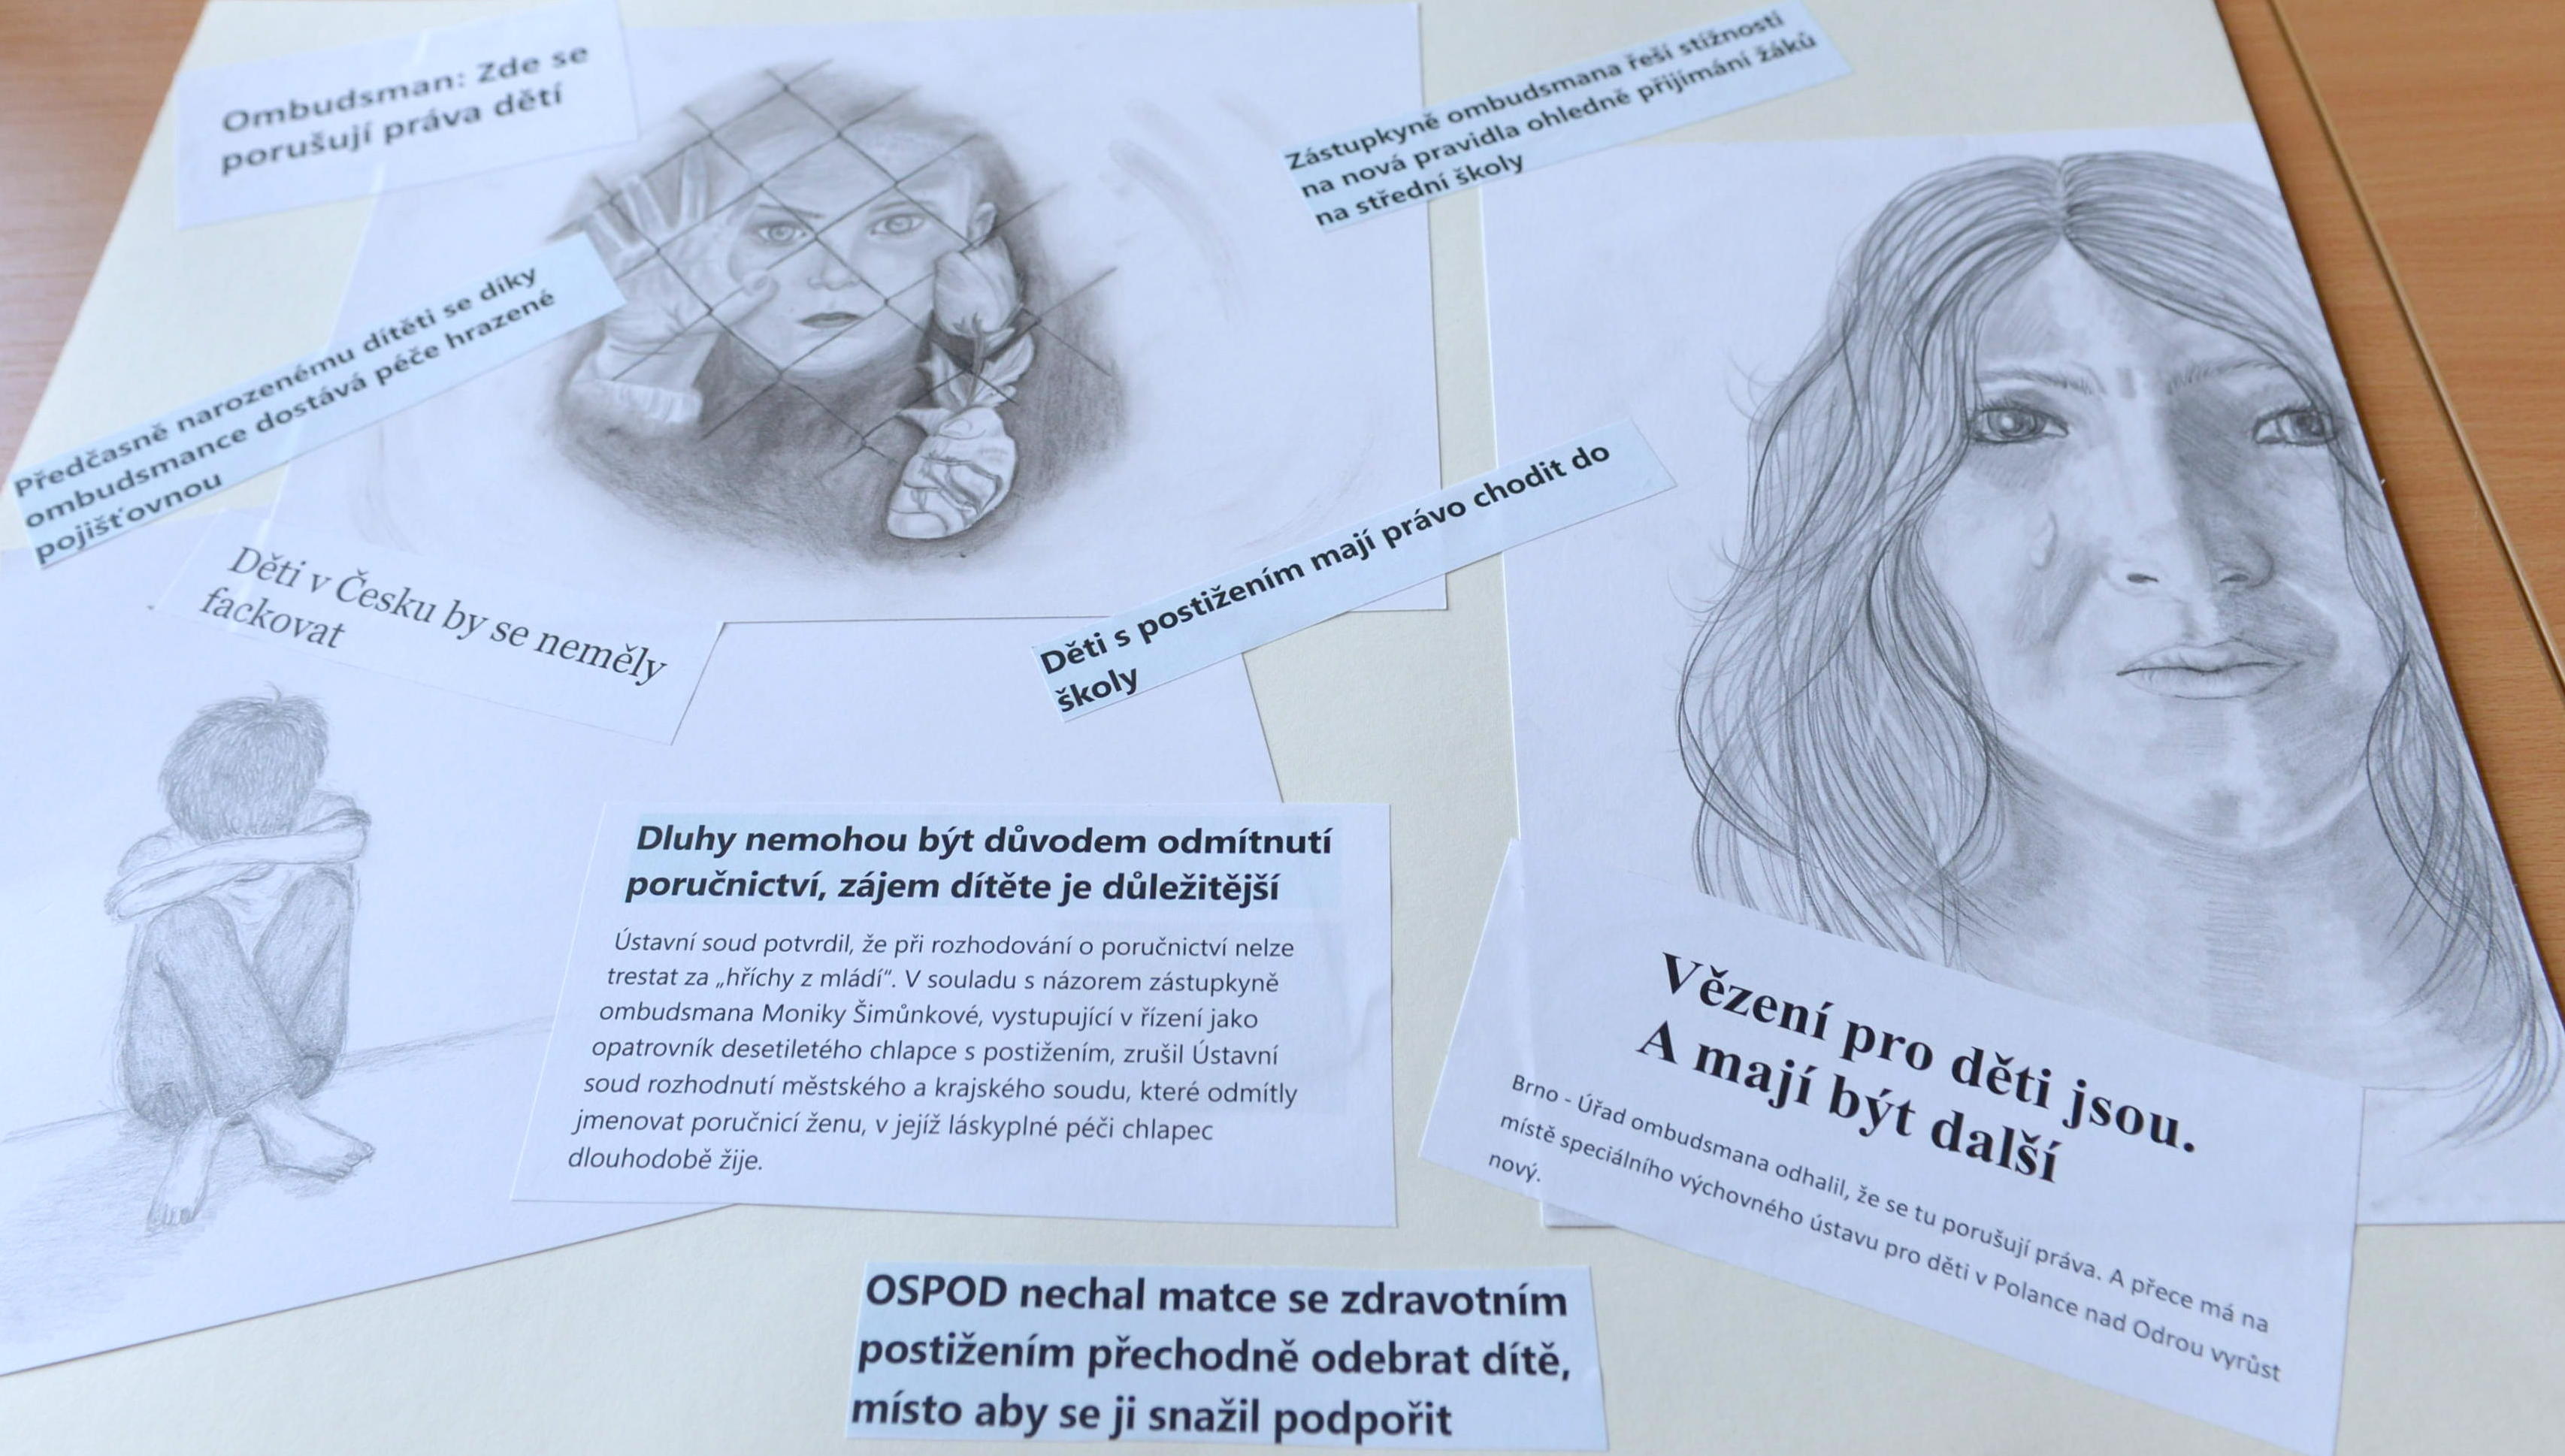 Ombudsman: Zde se
porušují práva dětí
Zástupkyně ombudsmana řeší stížnosti
na nová pravidla ohledně přijímání žáků
na střední školy
Předčasně narozenému dítěti se díky
ombudsmance dostává péče hrazené
pojišťovnou
Děti v Česku by se neměly
fackovat
Děti s postižením mají právo chodit do
školy
Dluhy nemohou být důvodem odmítnutí
poručnictví, zájem dítěte je důležitější
Ústavní soud potvrdil, že při rozhodování o poručnictví nelze
trestat za „hříchy z mládí“. V souladu s názorem zástupkyně
ombudsmana Moniky Šimůnkové, vystupující v řízení jako
opatrovník desetiletého chlapce s postižením, zrušil Ústavní
soud rozhodnutí městského a krajského soudu, které odmítly
jmenovat poručnicí ženu, v jejíž láskyplné péči chlapec
dlouhodobě žije.
Vězení pro děti jsou.
A mají být další
Brno - Úřad ombudsmana odhalil, že se tu porušují práva. A přece má na
místě speciálního výchovného ústavu pro děti v Polance nad Odrou vyrůst
nový.
OSPOD nechal matce se zdravotním
postižením přechodně odebrat dítě,
místo aby se ji snažil podpořit